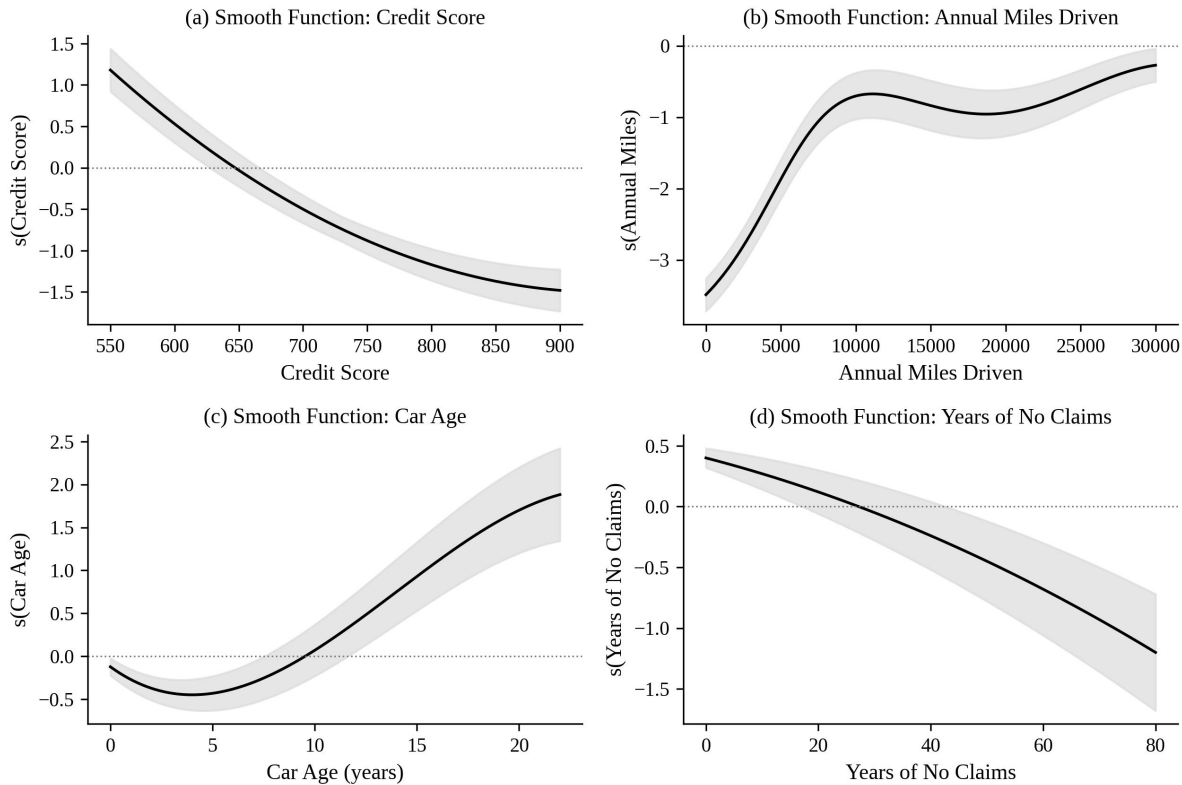 (a) Smooth Function: Credit Score
1.5
1.0
0.5
0.0
−0.5
−1.0
−1.5
s(Credit Score)
550 600 650 700 750 800 850 900
Credit Score
(b) Smooth Function: Annual Miles Driven
0
−1
−2
−3
s(Annual Miles)
0 5000 10000 15000 20000 25000 30000
Annual Miles Driven
(c) Smooth Function: Car Age
2.5
2.0
1.5
1.0
0.5
0.0
−0.5
s(Car Age)
0 5 10 15 20
Car Age (years)
(d) Smooth Function: Years of No Claims
0.5
0.0
−0.5
−1.0
−1.5
s(Years of No Claims)
0 20 40 60 80
Years of No Claims